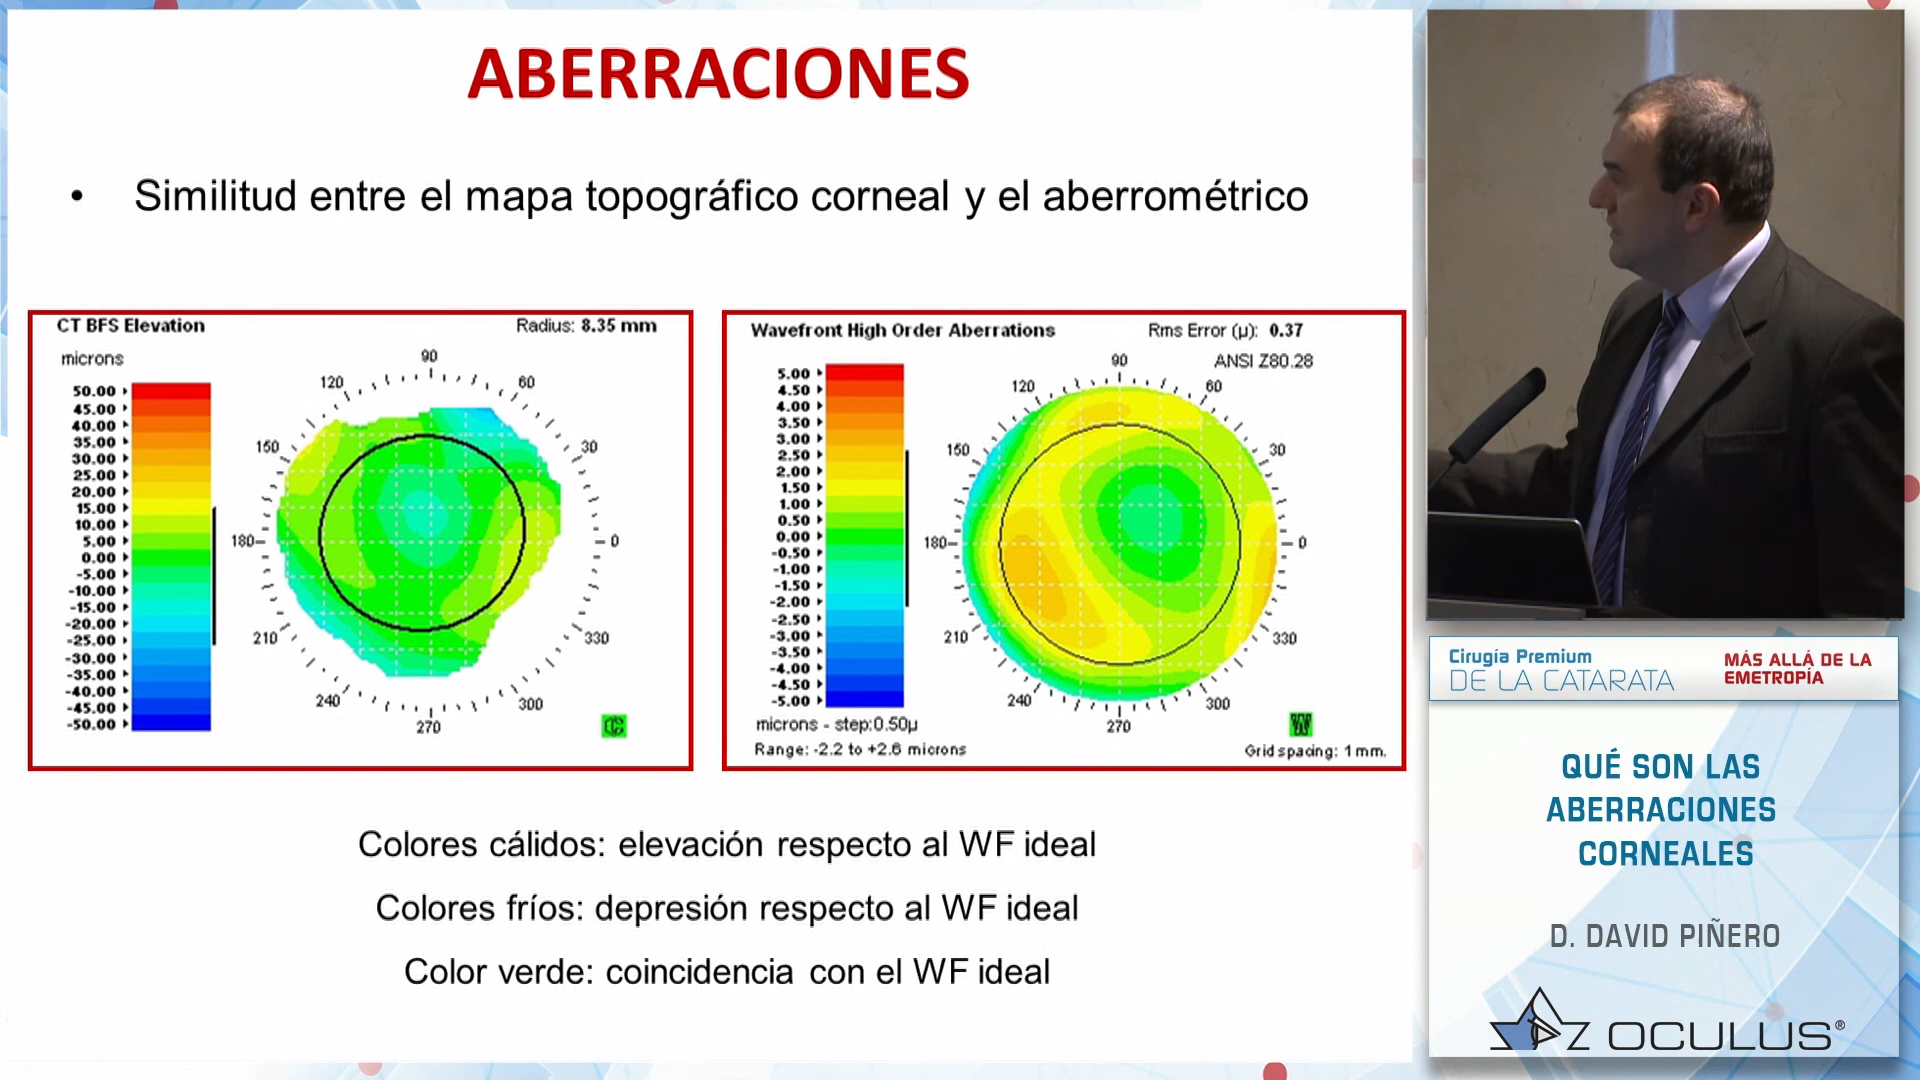 ABERRACIONES
• Similitud entre el mapa topográfico corneal y el aberrométrico
CT BFS Elevation
Radius: 8.35 mm
microns
50.00
45.00
40.00
35.00
30.00
25.00
20.00
15.00
10.00
5.00
0.00
-5.00
-10.00
-15.00
-20.00
-25.00
-30.00
-35.00
-40.00
-45.00
-50.00
90
120
60
150
30
180
0
210
330
240
300
270
Wavefront High Order Aberrations
Rms Error (µ): 0.37
ANSI Z80.28
5.00
4.50
4.00
3.50
3.00
2.50
2.00
1.50
1.00
0.50
0.00
-0.50
-1.00
-1.50
-2.00
-2.50
-3.00
-3.50
-4.00
-4.50
-5.00
90
120
60
150
30
180
0
210
330
240
300
270
W
microns - step:0.50µ
Range: -2.2 to +2.6 microns
Grid spacing: 1 mm.
Colores cálidos: elevación respecto al WF ideal
Colores fríos: depresión respecto al WF ideal
Color verde: coincidencia con el WF ideal
Cirugía Premium
DE LA CATARATA
MÁS ALLÁ DE LA
EMETROPÍA
QUÉ SON LAS
ABERRACIONES
CORNEALES
D. DAVID PIÑERO
OCULUS®